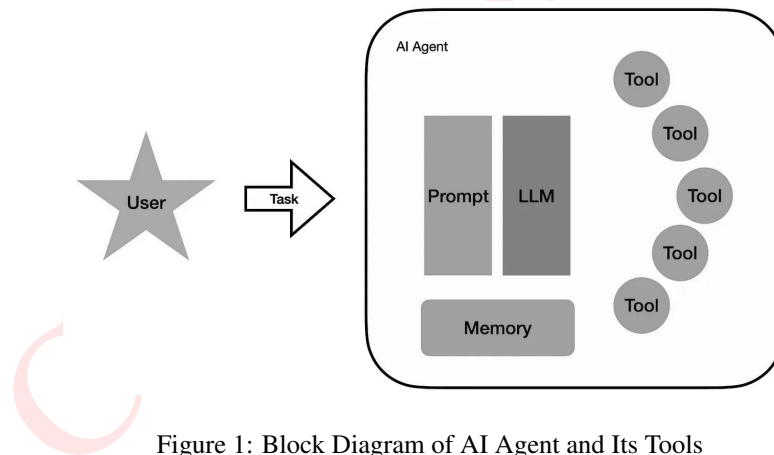 AI Agent
Tool
Tool
User
Task
Prompt
LLM
Tool
Tool
Tool
Memory
Figure 1: Block Diagram of AI Agent and Its Tools